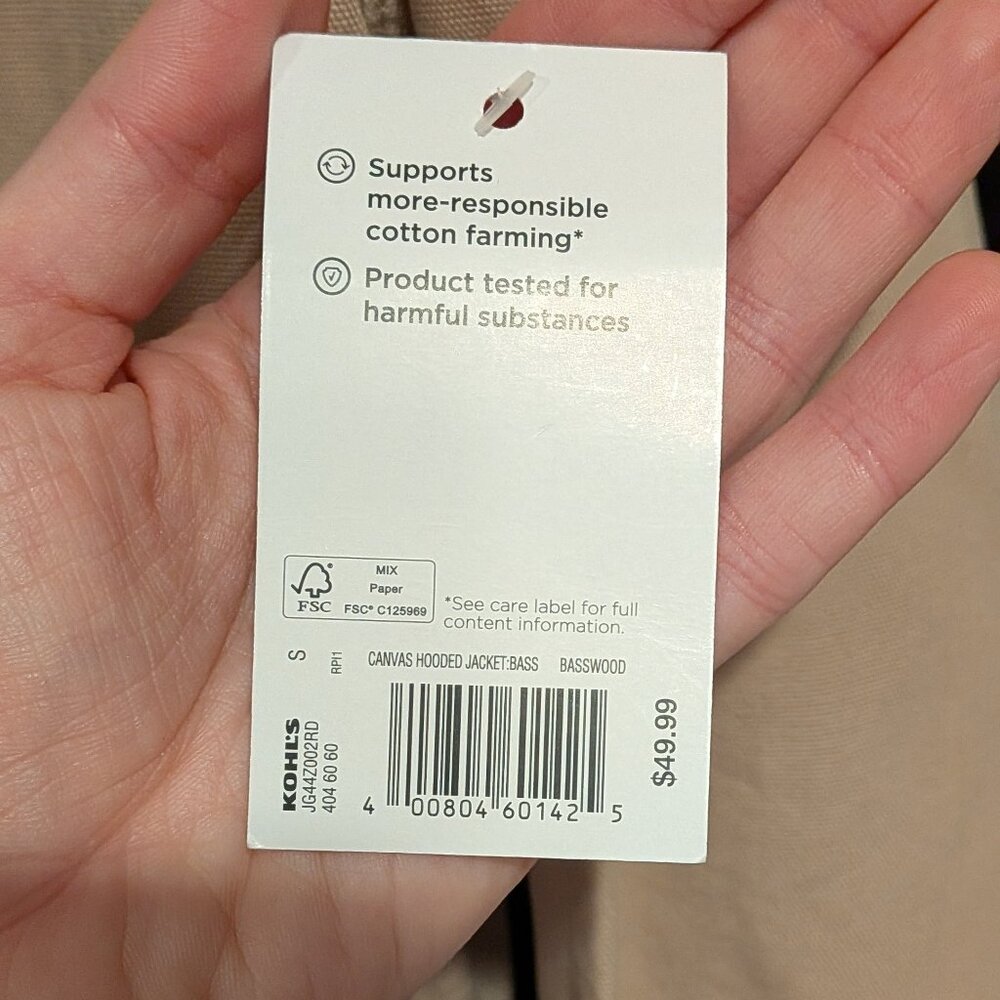 Supports
more-responsible
cotton farming*
Product tested for
harmful substances
FSC
MIX
Paper
FSC® C125969
*See care label for full
content information.
S
RPI1
CANVAS HOODED JACKET:BASS BASSWOOD
KOHL'S
JG44Z002RD
404 60 60
4 00804 60142 5
$49.99